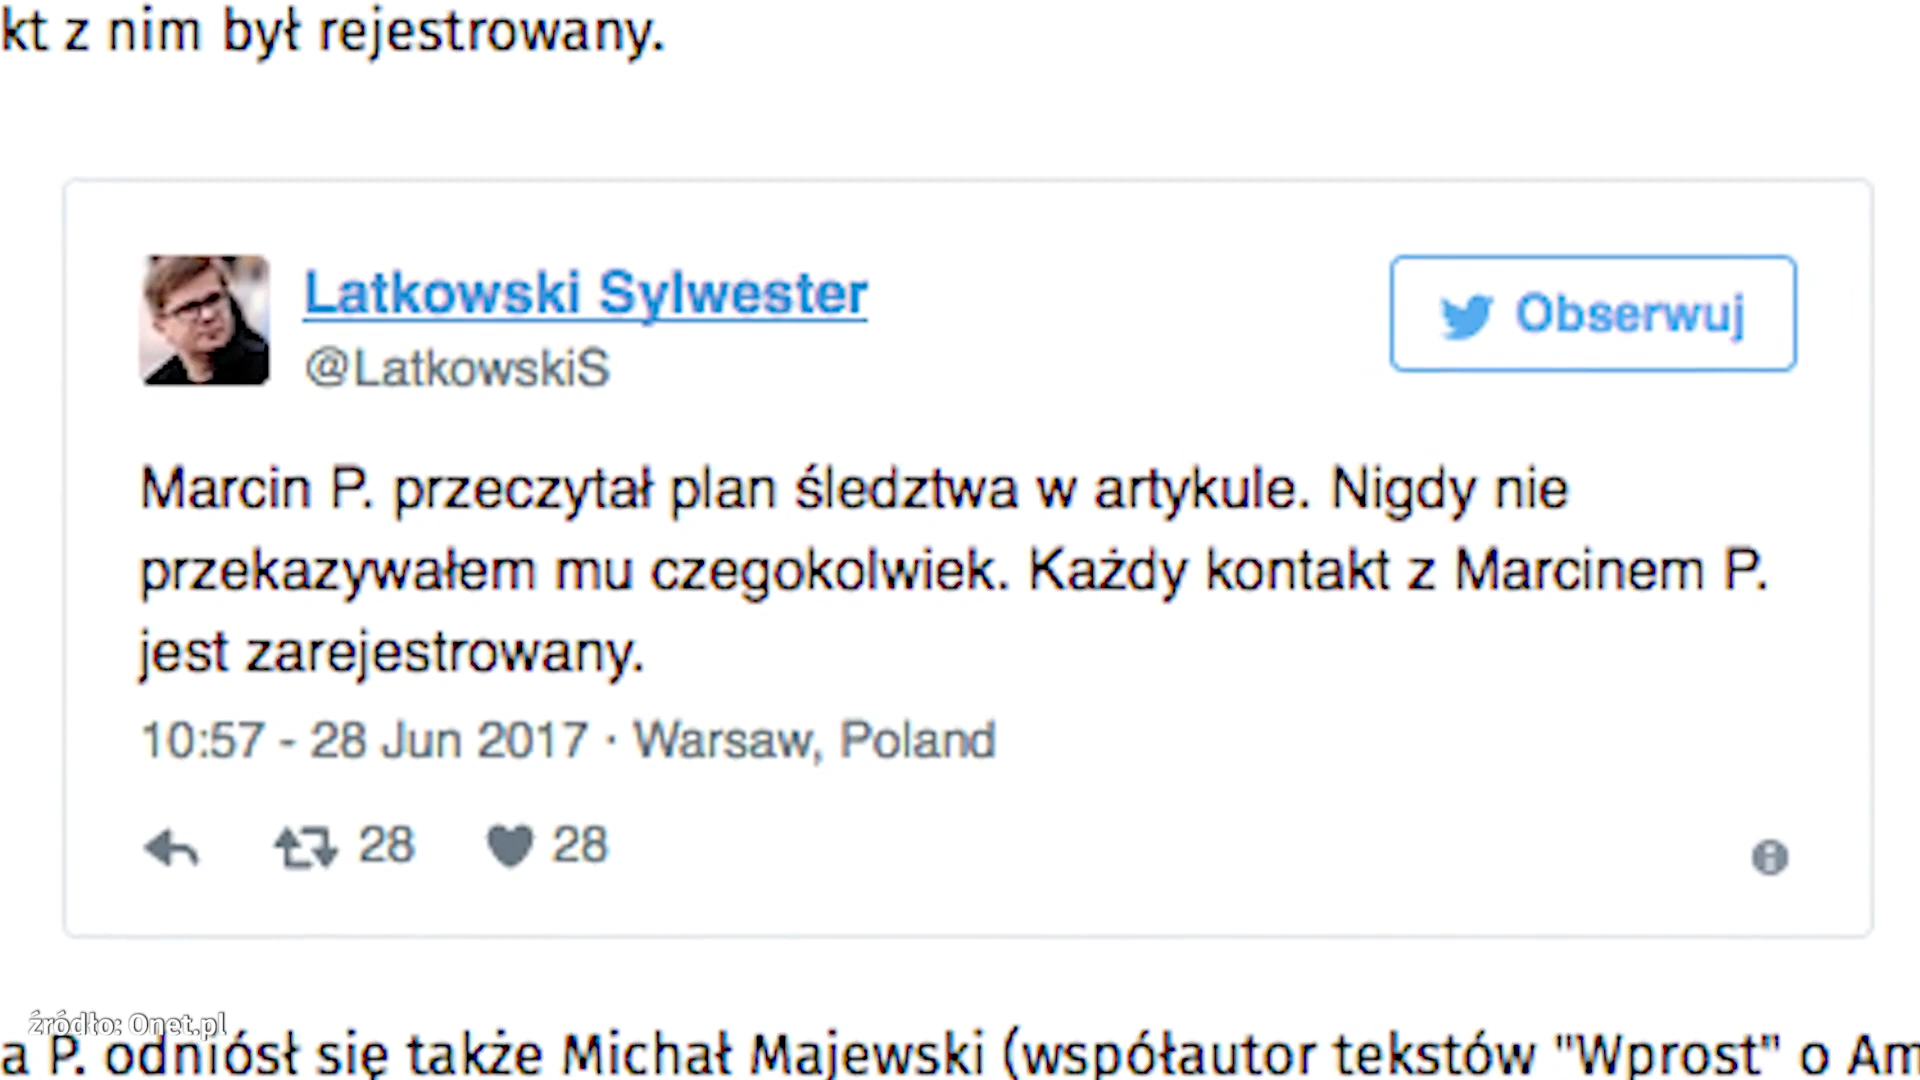 kt z nim był rejestrowany.
Latkowski Sylwester
@LatkowskiS
Obserwuj
Marcin P. przeczytał plan śledztwa w artykule. Nigdy nie
przekazywałem mu czegokolwiek. Każdy kontakt z Marcinem P.
jest zarejestrowany.
10:57 - 28 Jun 2017 · Warsaw, Poland
28 28
źródło: Onet.pl
a P. odniósł się także Michał Majewski (współautor tekstów "Wprost" o Am